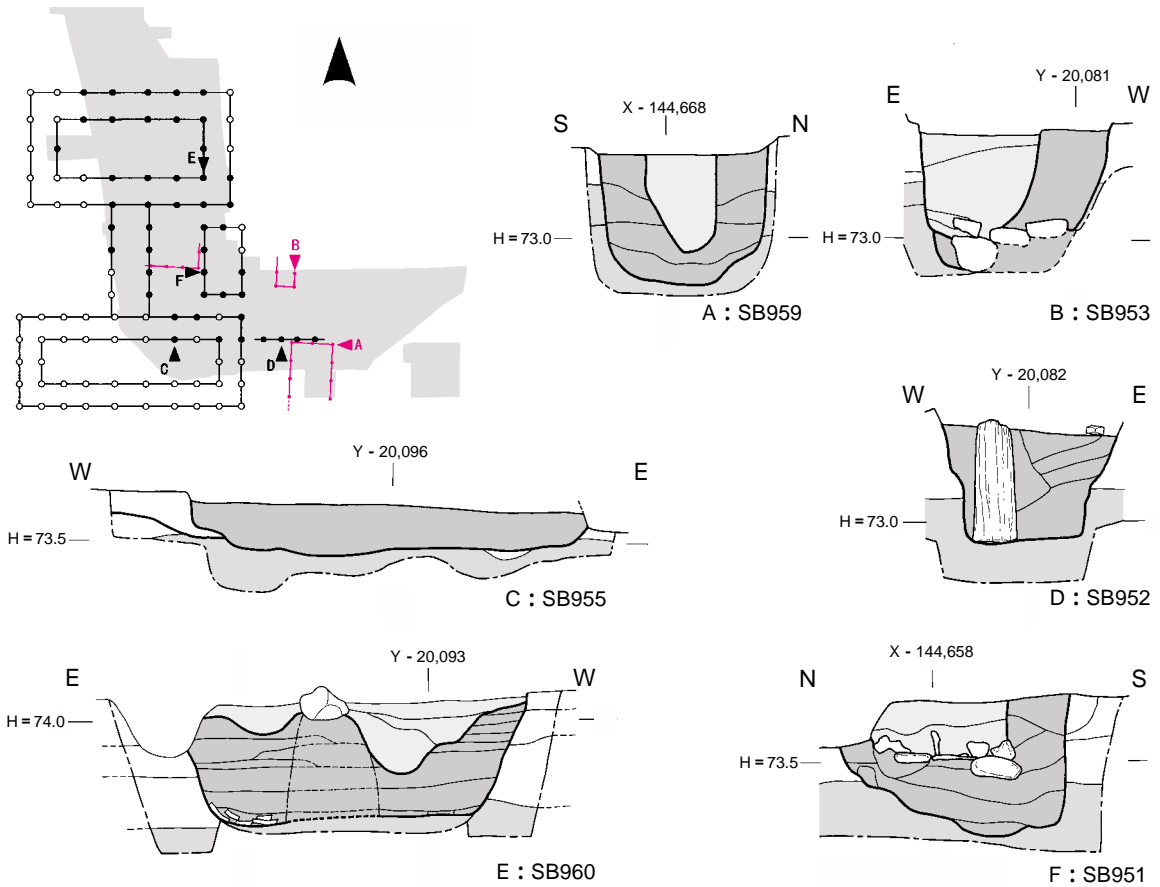 E
B
F
A
C
D
X - 144,668
S
N
H = 73.0
A : SB959
Y - 20,081
E
W
H = 73.0
B : SB953
Y - 20,096
W
E
H = 73.5
C : SB955
Y - 20,082
W
E
H = 73.0
D : SB952
Y - 20,093
E
W
H = 74.0
E : SB960
X - 144,658
N
S
H = 73.5
F : SB951